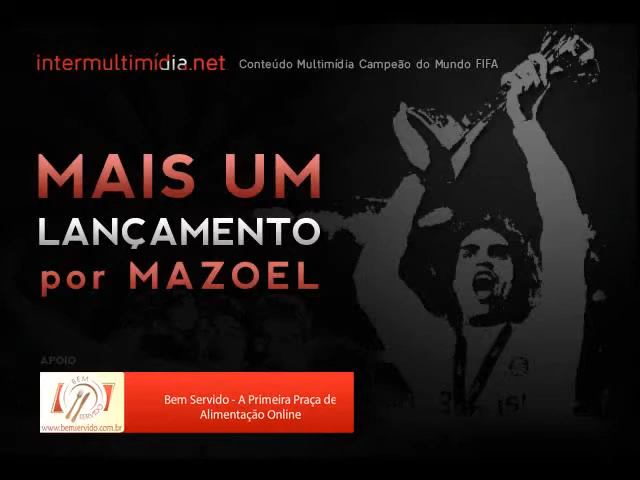 intermultimídia.net Conteúdo Multimídia Campeão do Mundo FIFA
MAIS UM
LANÇAMENTO
por MAZOEL
APOIO
BEM
SERVIDO
www.bemservido.com.br
Bem Servido - A Primeira Praça de
Alimentação Online